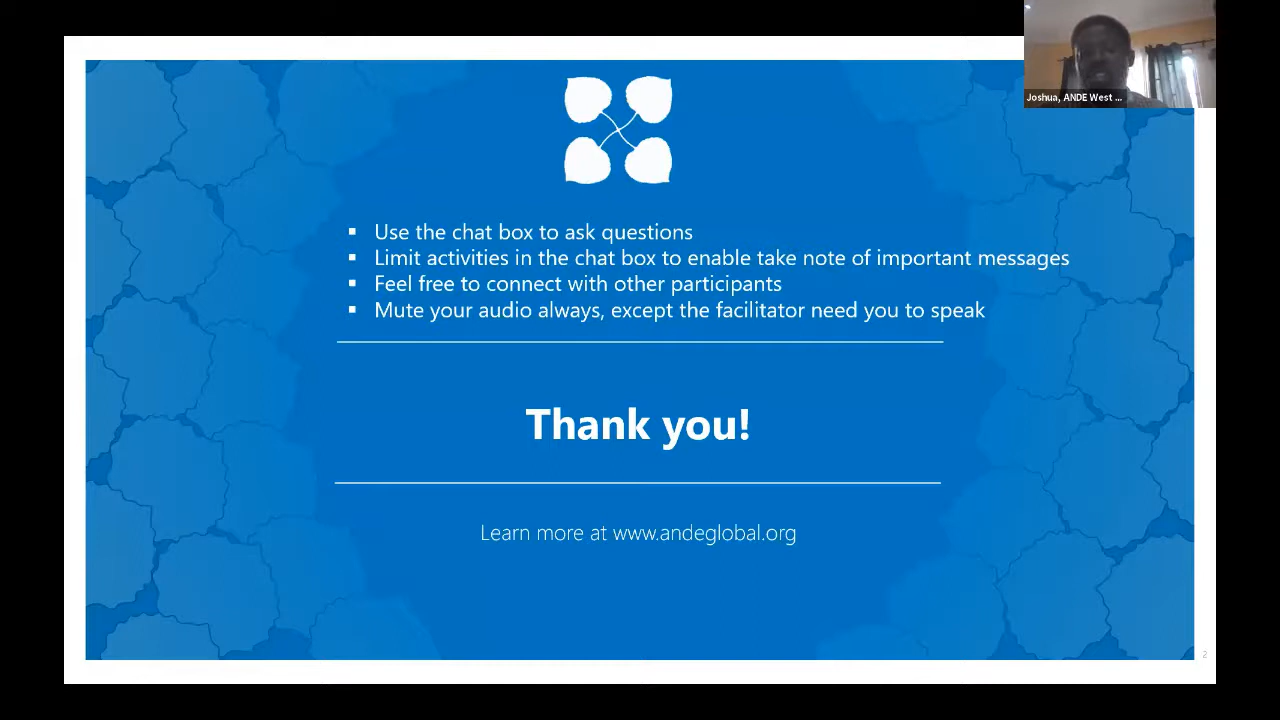 Joshua, ANDE West ...
▪ Use the chat box to ask questions
▪ Limit activities in the chat box to enable take note of important messages
▪ Feel free to connect with other participants
▪ Mute your audio always, except the facilitator need you to speak
Thank you!
Learn more at www.andeglobal.org
2